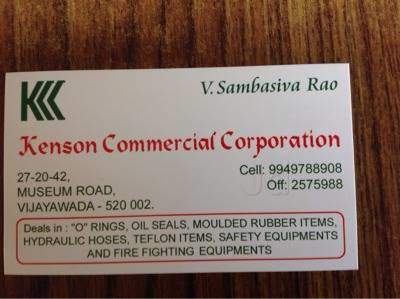 KKK
V. Sambasiva Rao
Kenson Commercial Corporation
27-20-42,
MUSEUM ROAD,
VIJAYAWADA - 520 002.
Cell: 9949788908
Off: 2575988
Deals in : "O" RINGS, OIL SEALS, MOULDED RUBBER ITEMS,
HYDRAULIC HOSES, TEFLON ITEMS, SAFETY EQUIPMENTS
AND FIRE FIGHTING EQUIPMENTS